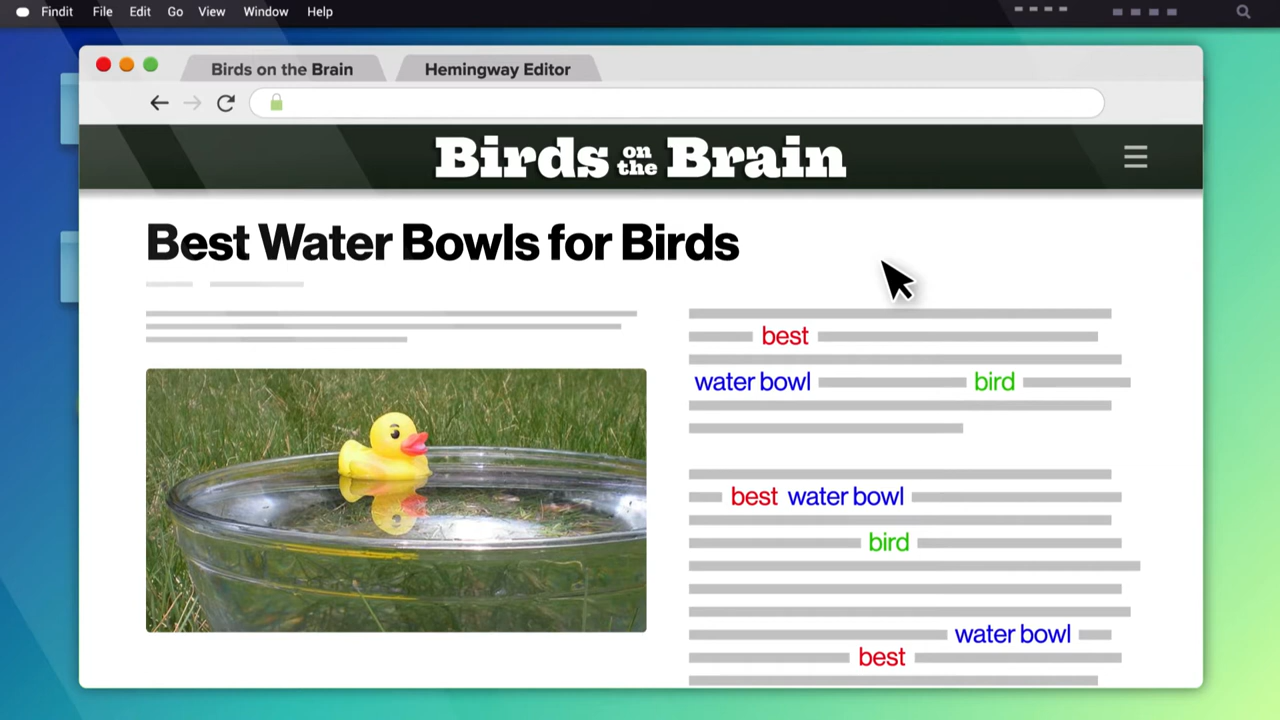 Findit File Edit Go View Window Help
Birds on the Brain Hemingway Editor
Birds on the Brain
Best Water Bowls for Birds
best
water bowl bird
best water bowl
bird
water bowl
best